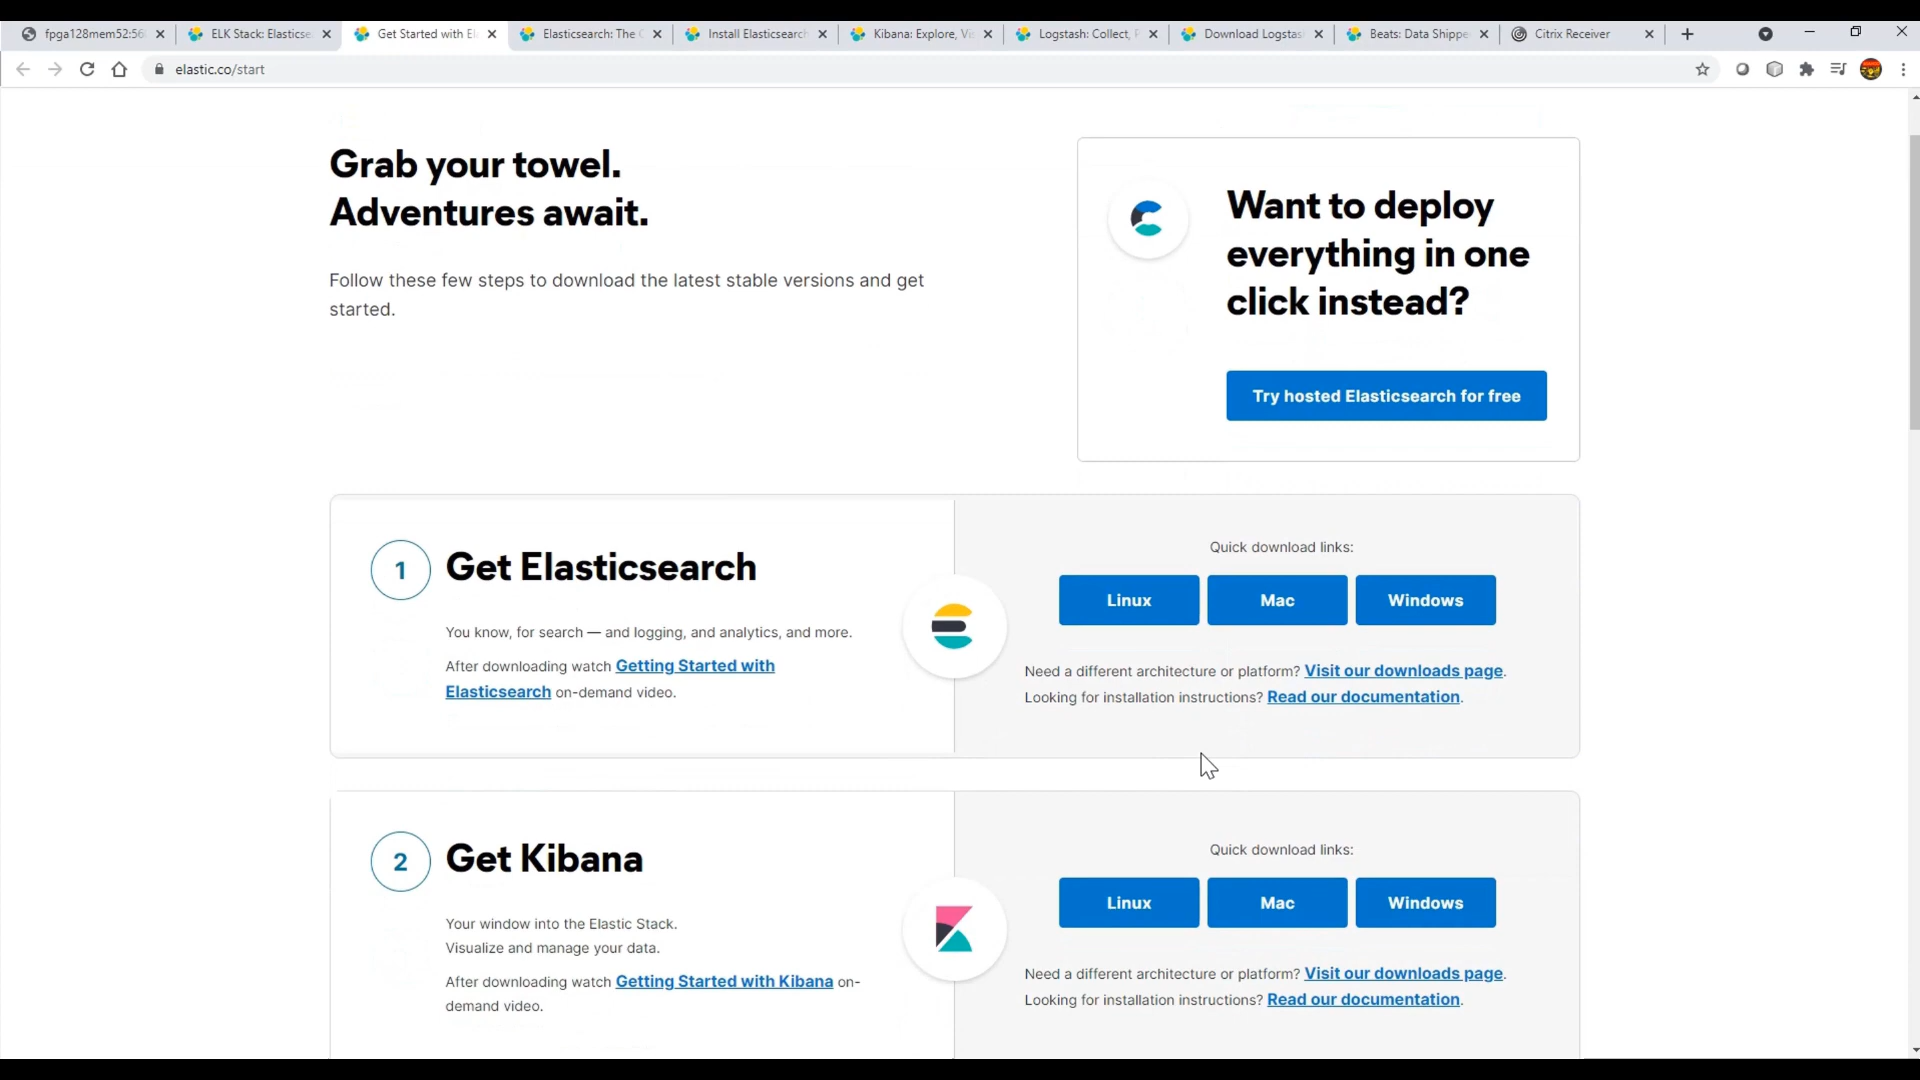 fpga128mem52:56
ELK Stack: Elasticse
Get Started with El
Elasticsearch: The
Install Elasticsearch
Kibana: Explore, Vi
Logstash: Collect,
Download Logstas
Beats: Data Shippe
Citrix Receiver
elastic.co/start
Grab your towel.
Adventures await.
Follow these few steps to download the latest stable versions and get
started.
Want to deploy
everything in one
click instead?
Try hosted Elasticsearch for free
1
Get Elasticsearch
You know, for search — and logging, and analytics, and more.
After downloading watch Getting Started with
Elasticsearch on-demand video.
Quick download links:
Linux
Mac
Windows
Need a different architecture or platform? Visit our downloads page.
Looking for installation instructions? Read our documentation.
2
Get Kibana
Your window into the Elastic Stack.
Visualize and manage your data.
After downloading watch Getting Started with Kibana on-
demand video.
Quick download links:
Linux
Mac
Windows
Need a different architecture or platform? Visit our downloads page.
Looking for installation instructions? Read our documentation.